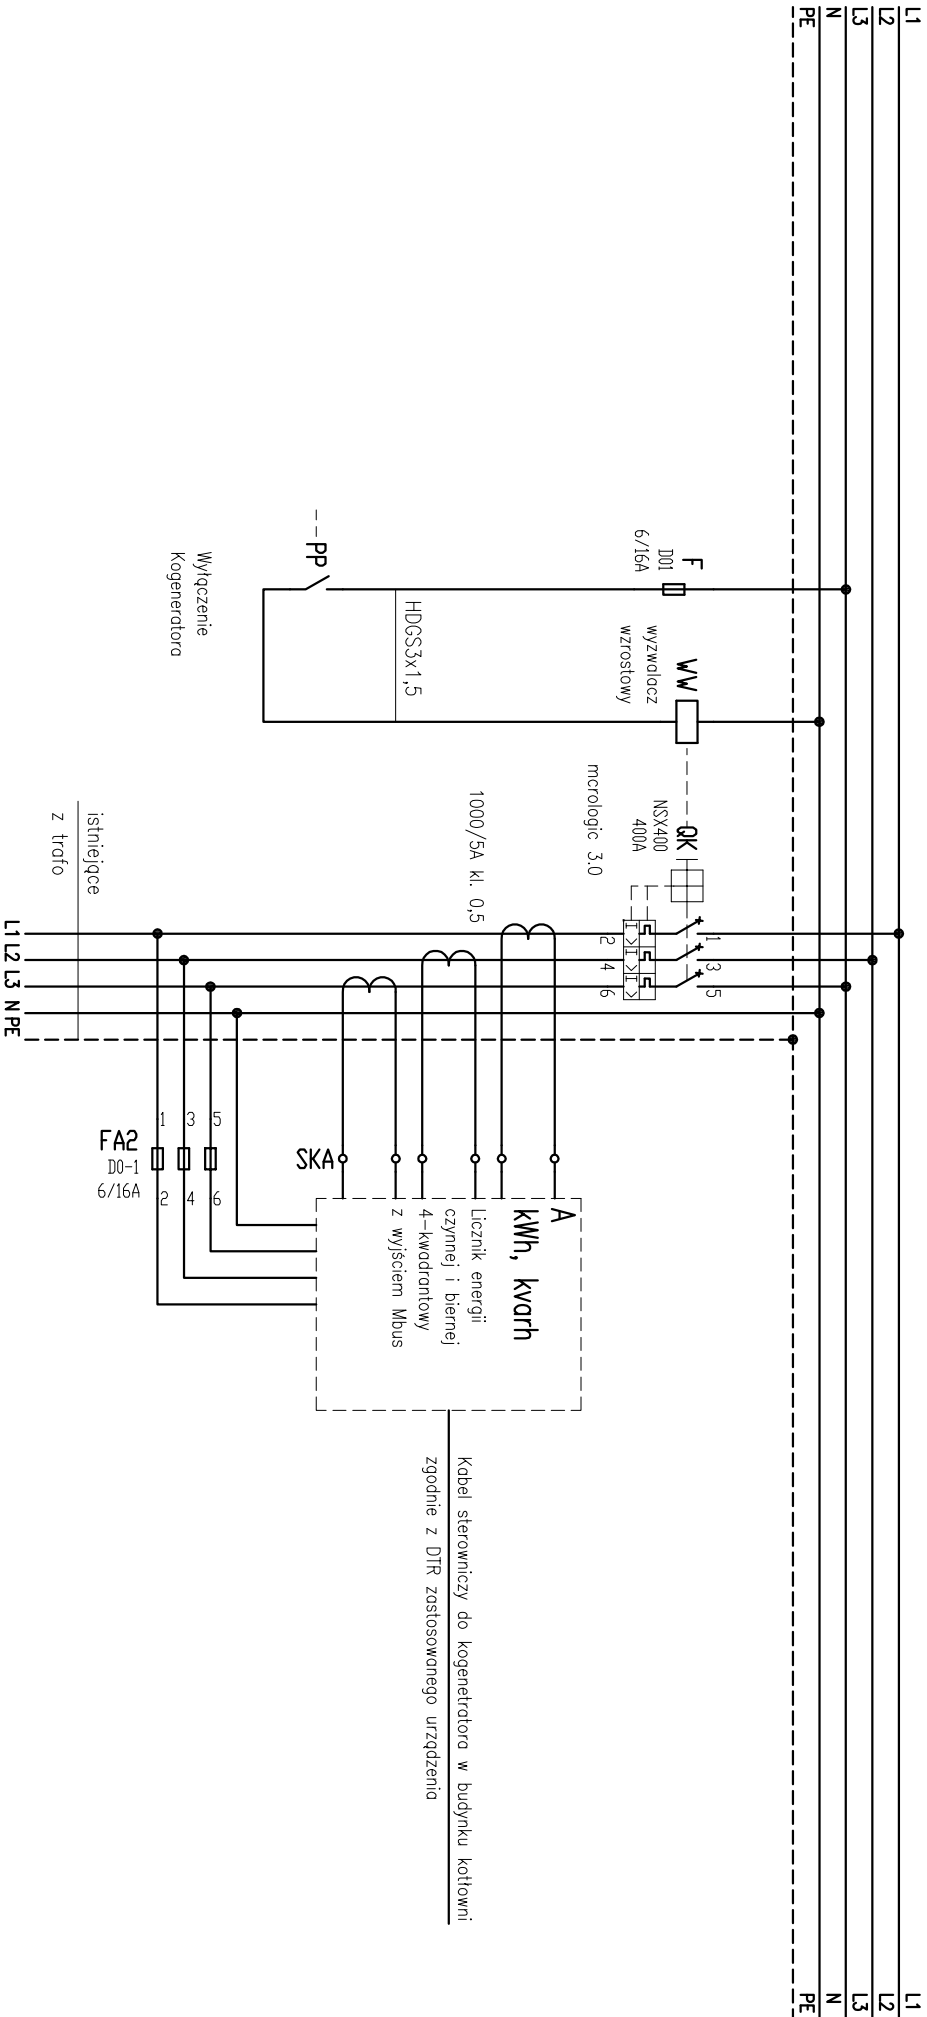 L1
L2
L3
N
PE
L1
L2
L3
N
PE
F
D01
6/16A
WW
wyzwalacz
wzrostowy
QK
NSX400
400A
mcrologic 3.0
1
3
5
2
4
6
I
I
I
HDGS3x1,5
PP
Wyłączenie
Kogeneratora
1000/5A kl. 0,5
istniejące
z trafo
L1
L2
L3
N
PE
FA2
D0-1
6/16A
1
3
5
2
4
6
SKA
A
kWh, kvarh
Licznik energii
czynnej i biernej
4-kwadrantowy
z wyjściem Mbus
Kabel sterowniczy do kogenetratora w budynku kotłowni
zgodnie z DTR zastosowanego urządzenia